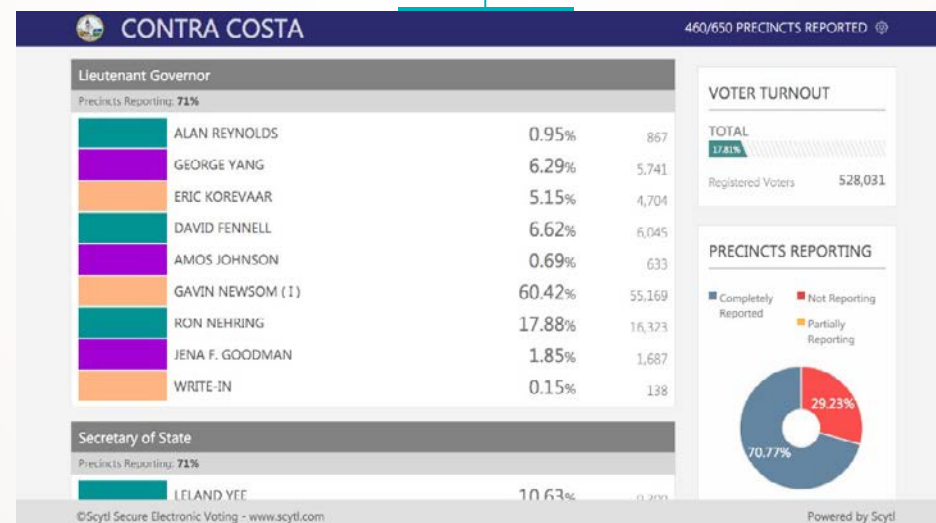 CONTRA COSTA
460/650 PRECINCTS REPORTED
Lieutenant Governor
Precincts Reporting: 71%
ALAN REYNOLDS 0.95% 867
GEORGE YANG 6.29% 5,741
ERIC KOREVAAR 5.15% 4,704
DAVID FENNELL 6.62% 6,045
AMOS JOHNSON 0.69% 633
GAVIN NEWSOM ( I ) 60.42% 55,169
RON NEHRING 17.88% 16,323
JENA F. GOODMAN 1.85% 1,687
WRITE-IN 0.15% 138
Secretary of State
Precincts Reporting: 71%
LELAND YEE 10.63%
VOTER TURNOUT
TOTAL
17.81%
Registered Voters 528,031
PRECINCTS REPORTING
Completely
Reported
Not Reporting
Partially
Reporting
29.23%
70.77%
©Scytl Secure Electronic Voting - www.scytl.com
Powered by Scytl